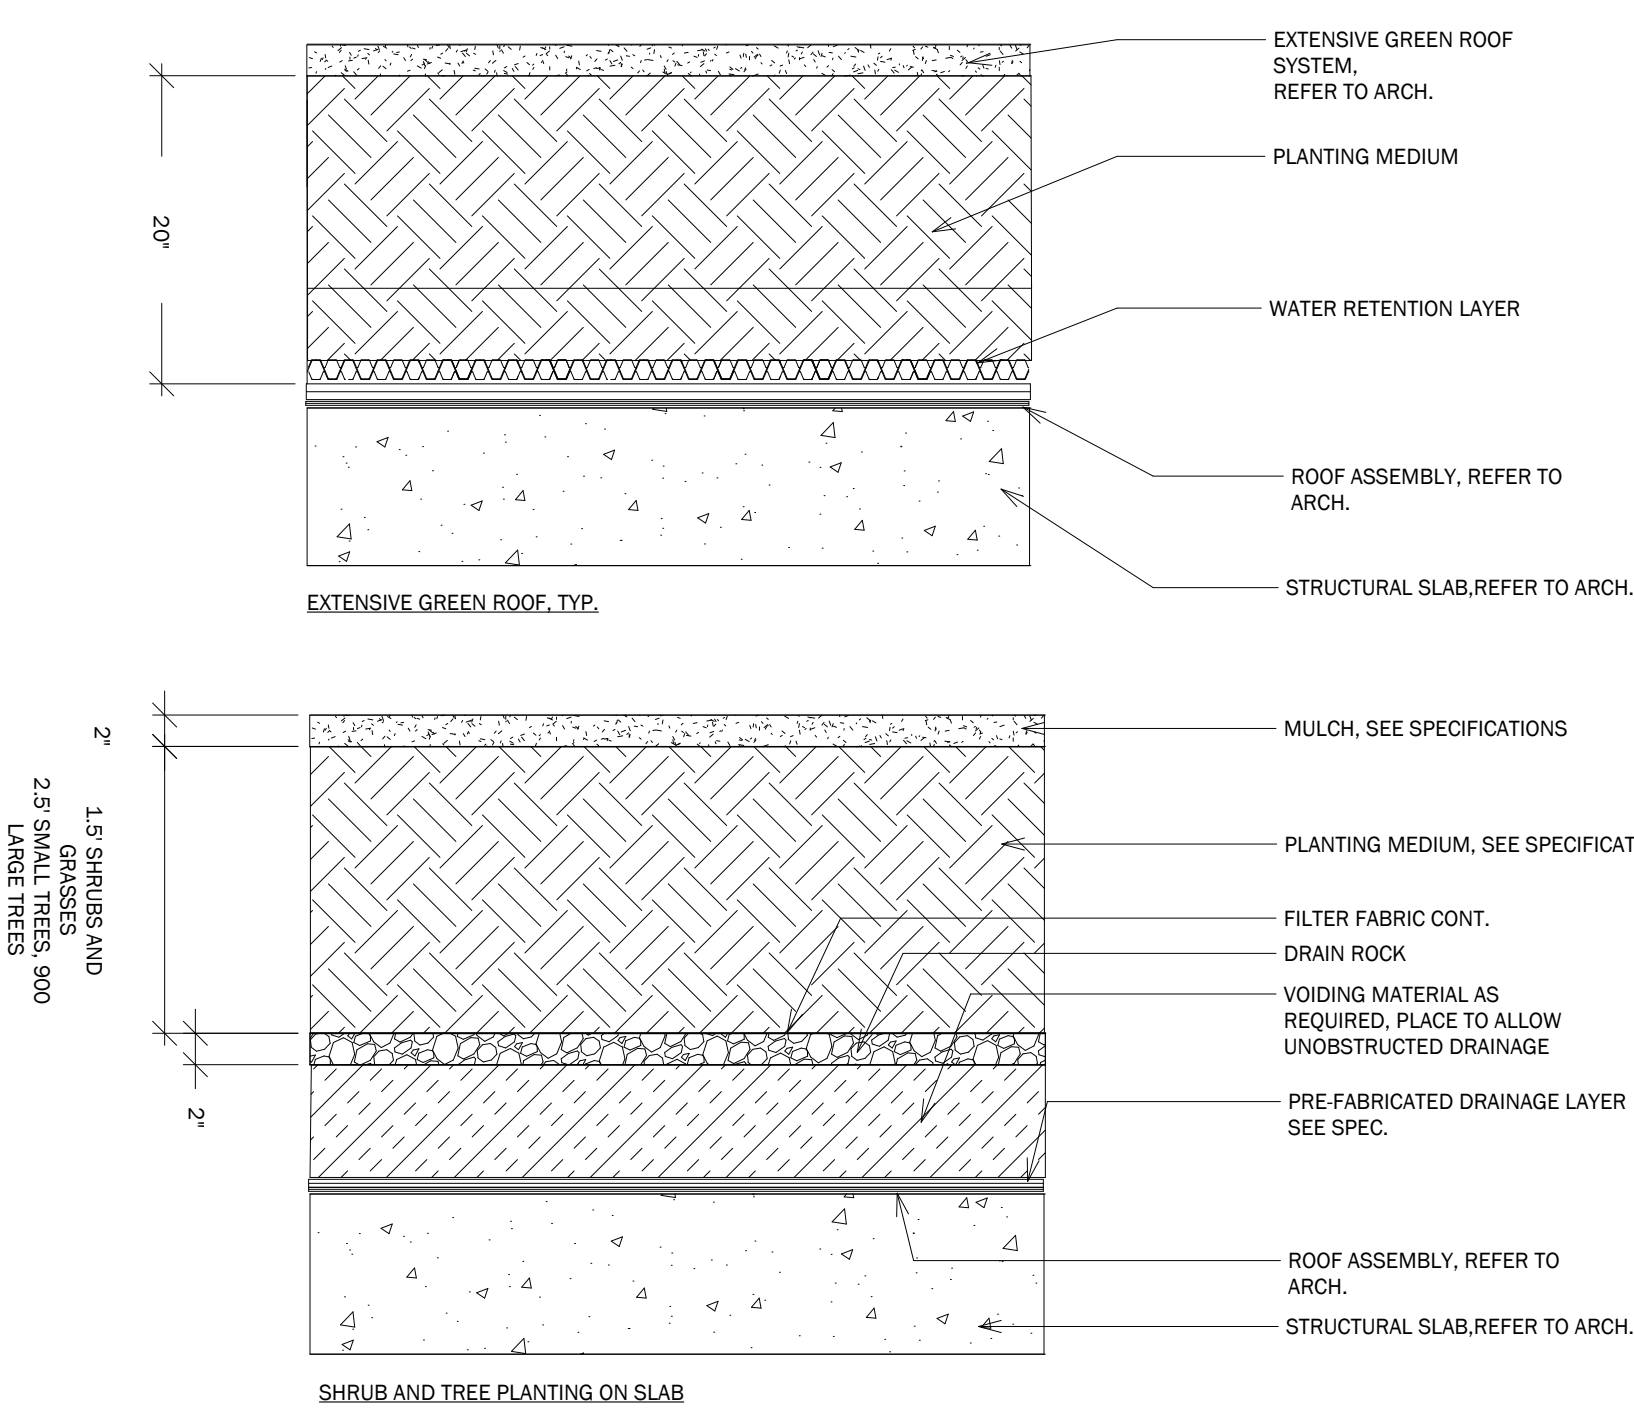 EXTENSIVE GREEN ROOF
SYSTEM,
REFER TO ARCH.
PLANTING MEDIUM
20"
WATER RETENTION LAYER
ROOF ASSEMBLY, REFER TO
ARCH.
STRUCTURAL SLAB,REFER TO ARCH.
EXTENSIVE GREEN ROOF, TYP.
2"
1.5' SHRUBS AND
GRASSES
2.5' SMALL TREES, 900
LARGE TREES
2"
MULCH, SEE SPECIFICATIONS
PLANTING MEDIUM, SEE SPECIFICAT
FILTER FABRIC CONT.
DRAIN ROCK
VOIDING MATERIAL AS
REQUIRED, PLACE TO ALLOW
UNOBSTRUCTED DRAINAGE
PRE-FABRICATED DRAINAGE LAYER
SEE SPEC.
ROOF ASSEMBLY, REFER TO
ARCH.
STRUCTURAL SLAB,REFER TO ARCH.
SHRUB AND TREE PLANTING ON SLAB